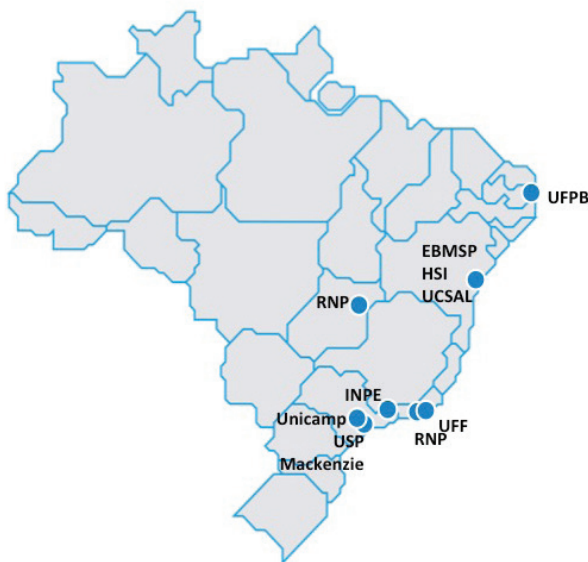 UFPB
EBMSP
HSI
UCSAL
RNP
INPE
Unicamp
USP
UFF
RNP
Mackenzie